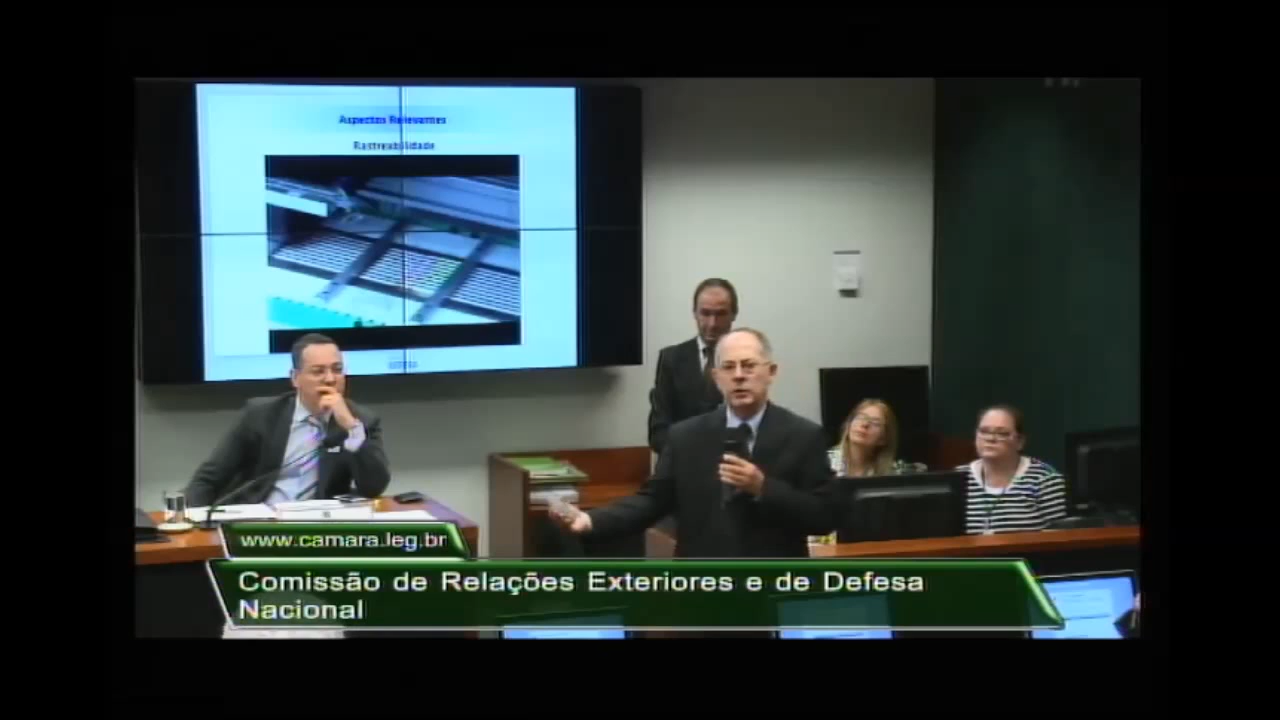 Aspectos Relevantes
Rastreabilidade
www.camara.leg.br
Comissão de Relações Exteriores e de Defesa
Nacional